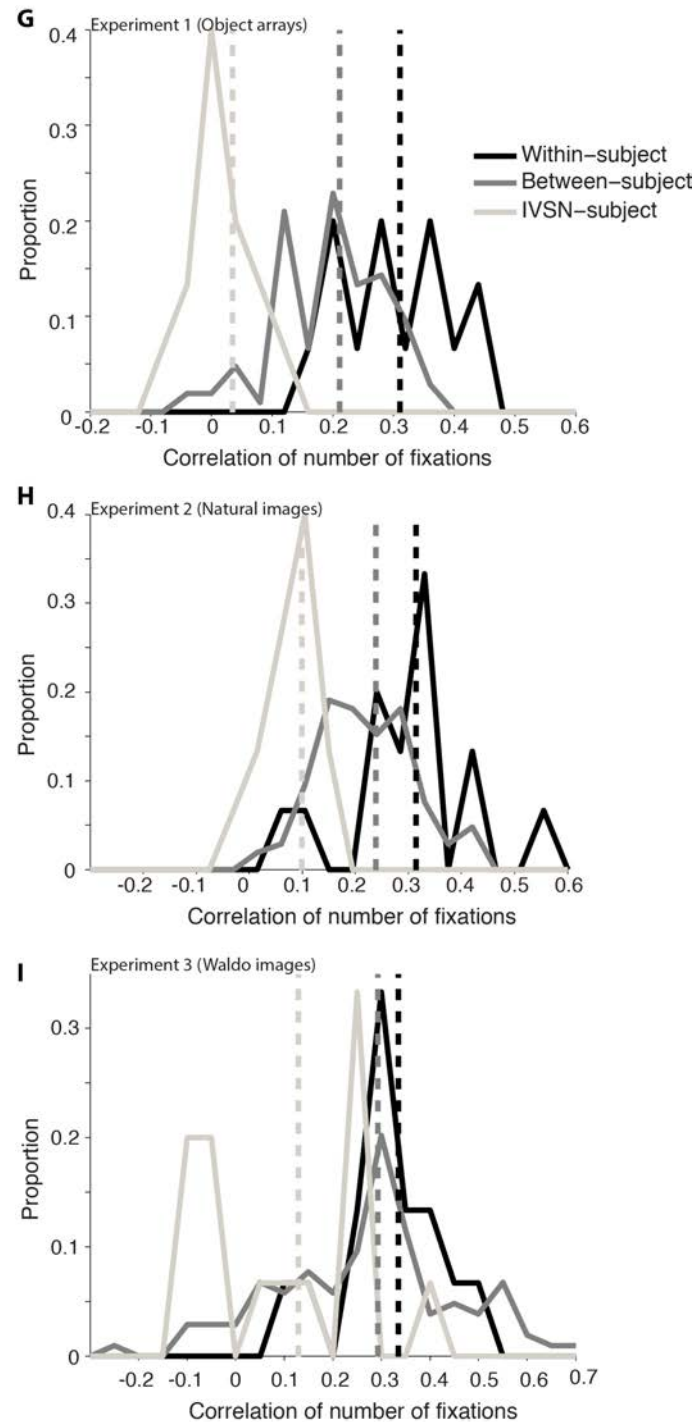 G
Experiment 1 (Object arrays)
0.4
0.3
0.2
0.1
0
Proportion
-0.2 -0.1 0 0.1 0.2 0.3 0.4 0.5 0.6
Correlation of number of fixations
Within-subject
Between-subject
IVSN-subject
H
Experiment 2 (Natural images)
0.4
0.3
0.2
0.1
0
Proportion
-0.2 -0.1 0 0.1 0.2 0.3 0.4 0.5 0.6
Correlation of number of fixations
I
Experiment 3 (Waldo images)
0.3
0.2
0.1
0
Proportion
-0.2 -0.1 0 0.1 0.2 0.3 0.4 0.5 0.6 0.7
Correlation of number of fixations